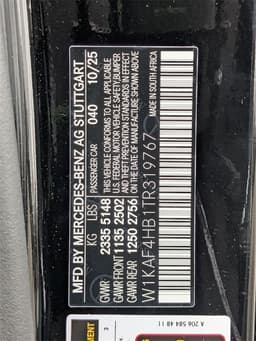 MFD BY MERCEDES-BENZ AG STUTTGART
KG LBS PASSENGER CAR 040 10/25
GWR 2335 5148 THIS VEHICLE CONFORMS TO ALL APPLICABLE
GAWR FRONT 1135 2502 FEDERAL MOTOR VEHICLE SAFETY, BUMPER
GAWR REAR 1250 2756 AND THEFT PREVENTION STANDARDS IN EFFECT
ON THE DATE OF MANUFACTURE SHOWN ABOVE.
MADE IN SOUTH AFRICA
W1KAF4HB1TR319767
A 206 584 48 11